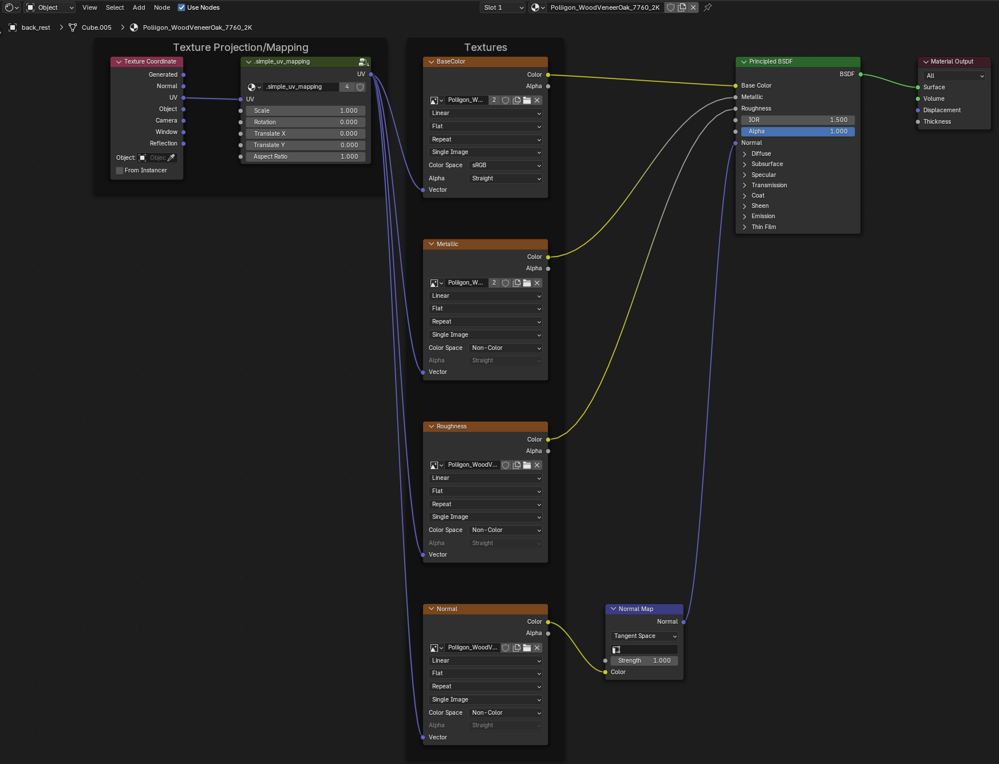 Object View Select Add Node Use Nodes Slot 1 Poliigon_WoodVeneerOak_7760_2K
back_rest Cube.005 Poliigon_WoodVeneerOak_7760_2K
Texture Projection/Mapping
Texture Coordinate
Generated
Normal
UV
Object
Camera
Window
Reflection
Object: Objec
From Instancer
.simple_uv_mapping
4
UV
.simple_uv_mapping 4
UV
Scale 1.000
Rotation 0.000
Translate X 0.000
Translate Y 0.000
Aspect Ratio 1.000
Textures
BaseColor
Color
Alpha
Poliigon_W... 2
Linear
Flat
Repeat
Single Image
Color Space sRGB
Alpha Straight
Vector
Metallic
Color
Alpha
Poliigon_W... 2
Linear
Flat
Repeat
Single Image
Color Space Non-Color
Alpha Straight
Vector
Roughness
Color
Alpha
Poliigon_WoodV...
Linear
Flat
Repeat
Single Image
Color Space Non-Color
Alpha Straight
Vector
Normal
Color
Alpha
Poliigon_WoodV...
Linear
Flat
Repeat
Single Image
Color Space Non-Color
Alpha Straight
Vector
Normal Map
Normal
Tangent Space
Strength 1.000
Color
Principled BSDF
BSDF
Base Color
Metallic
Roughness
IOR 1.500
Alpha 1.000
Normal
Diffuse
Subsurface
Specular
Transmission
Coat
Sheen
Emission
Thin Film
Material Output
All
Surface
Volume
Displacement
Thickness